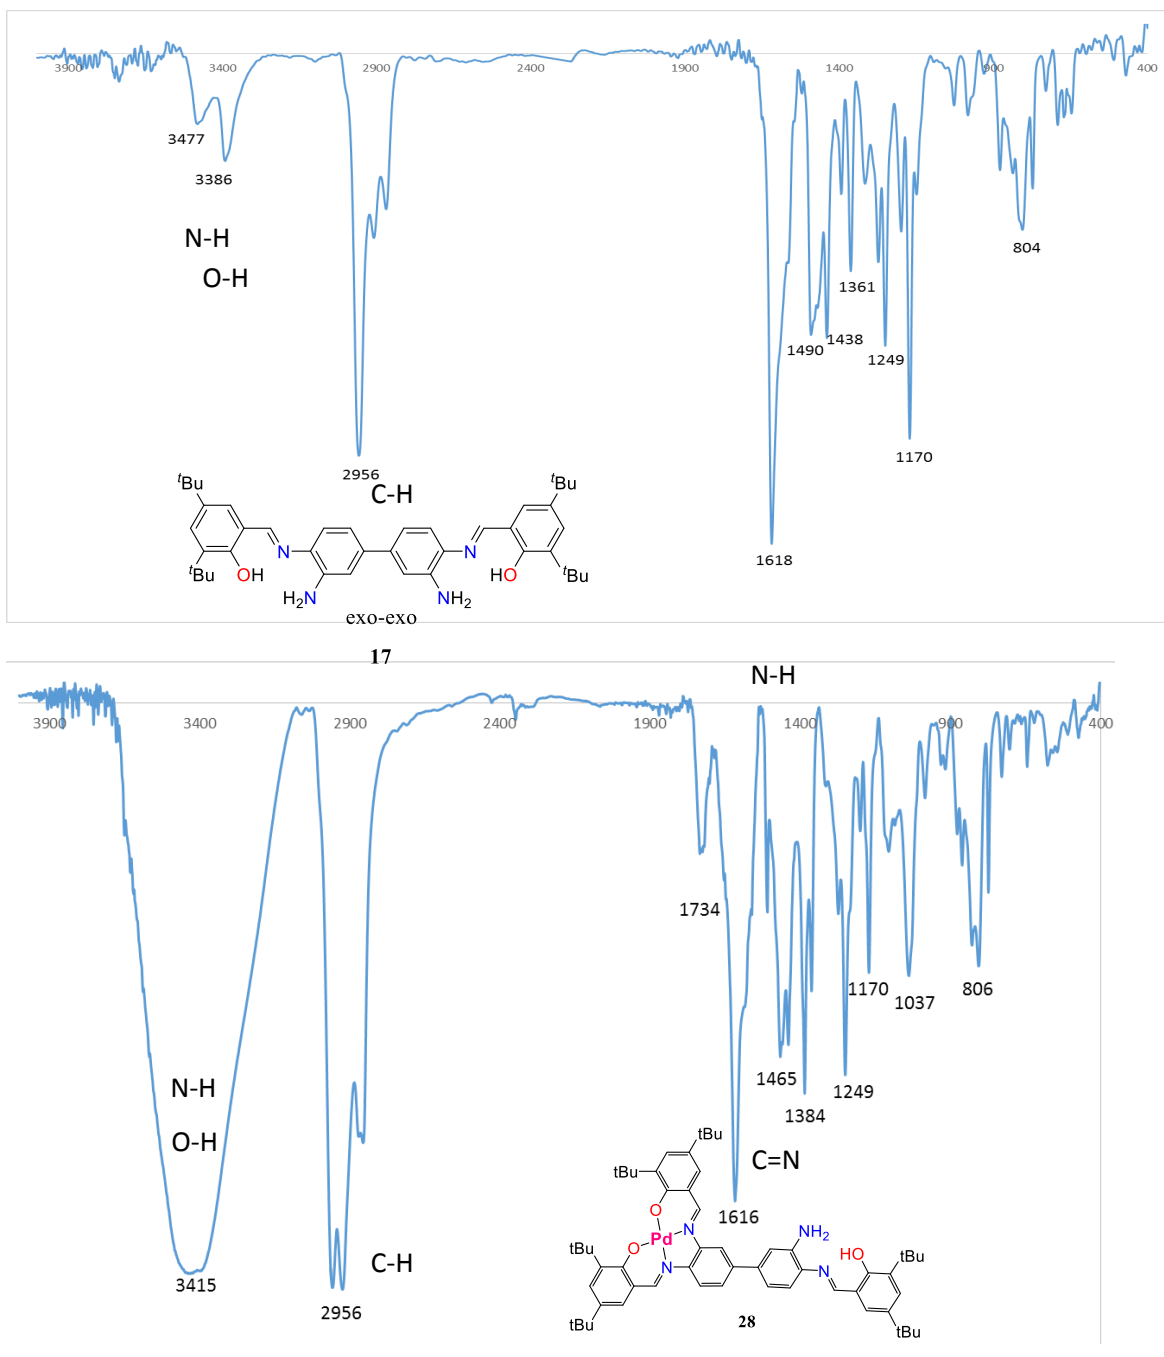 3900 3400 2900 2400 1900 1400 900 400
3477
3386
N-H
O-H
804
1361
1490 1438
1249
1170
2956
C-H
1618
tBu tBu
N N
tBu OH HO tBu
H2N NH2
exo-exo
17
N-H
3900 3400 2900 2400 1900 1400 900 400
1734
1170
1037
806
1465
1249
1384
N-H
O-H
C=N
1616
C-H
3415
2956
tBu
tBu
O
N
NH2
Pd
tBu O
HO
tBu
N
N
tBu
28
tBu